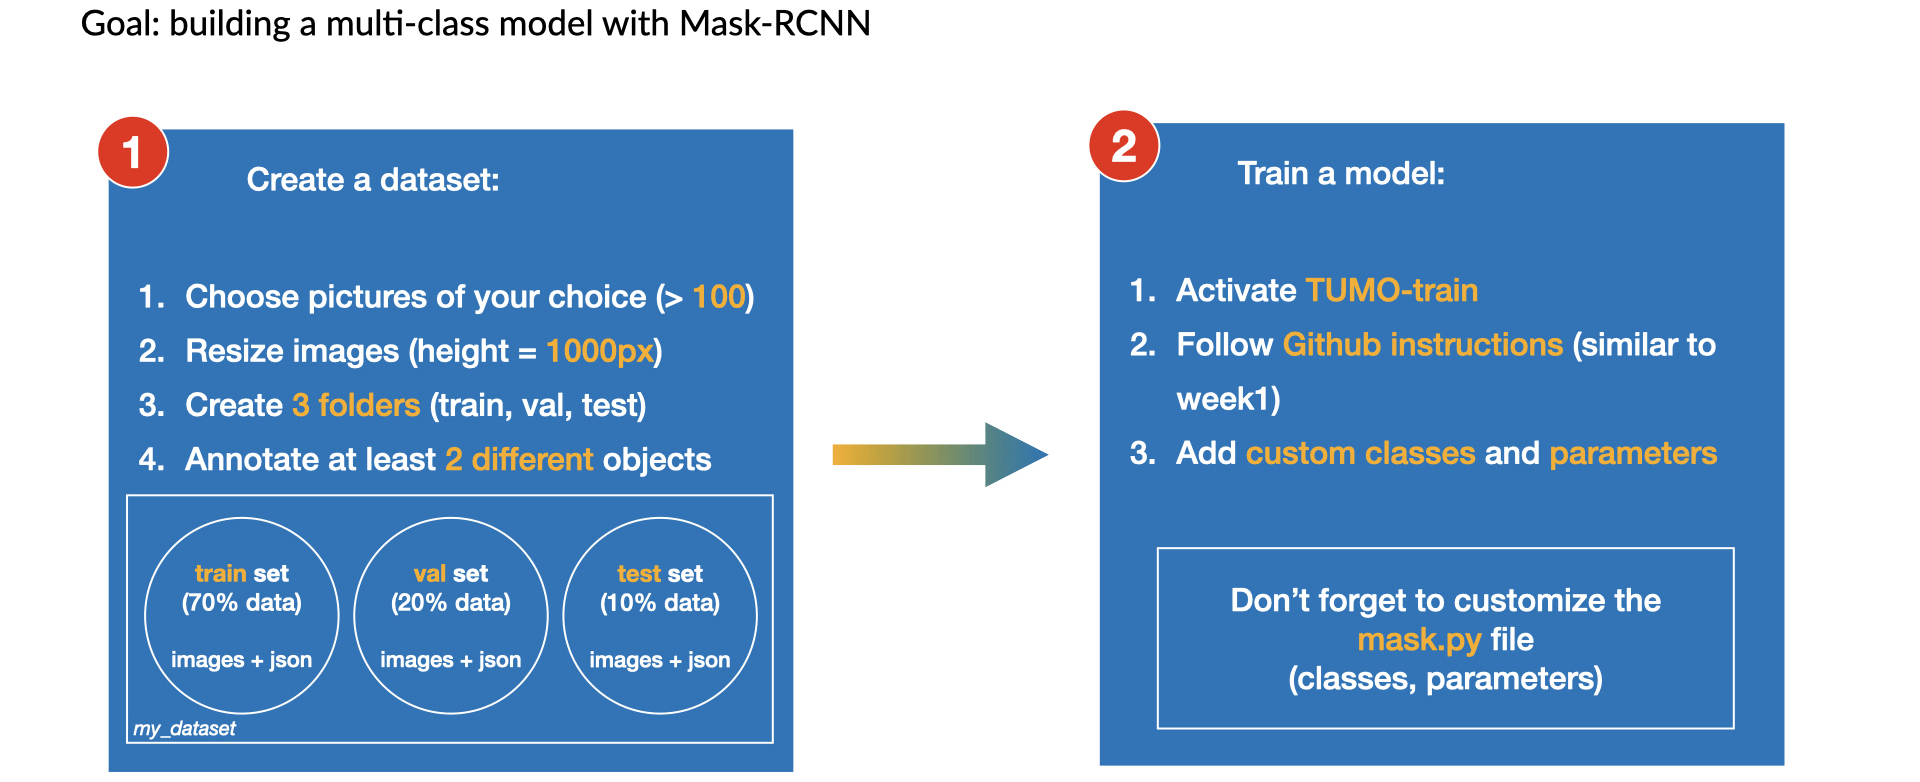 Goal: building a multi-class model with Mask-RCNN
1
Create a dataset:
1. Choose pictures of your choice (> 100)
2. Resize images (height = 1000px)
3. Create 3 folders (train, val, test)
4. Annotate at least 2 different objects
train set
(70% data)
images + json
val set
(20% data)
images + json
test set
(10% data)
images + json
my_dataset
2
Train a model:
1. Activate TUMO-train
2. Follow Github instructions (similar to
week1)
3. Add custom classes and parameters
Don’t forget to customize the
mask.py file
(classes, parameters)